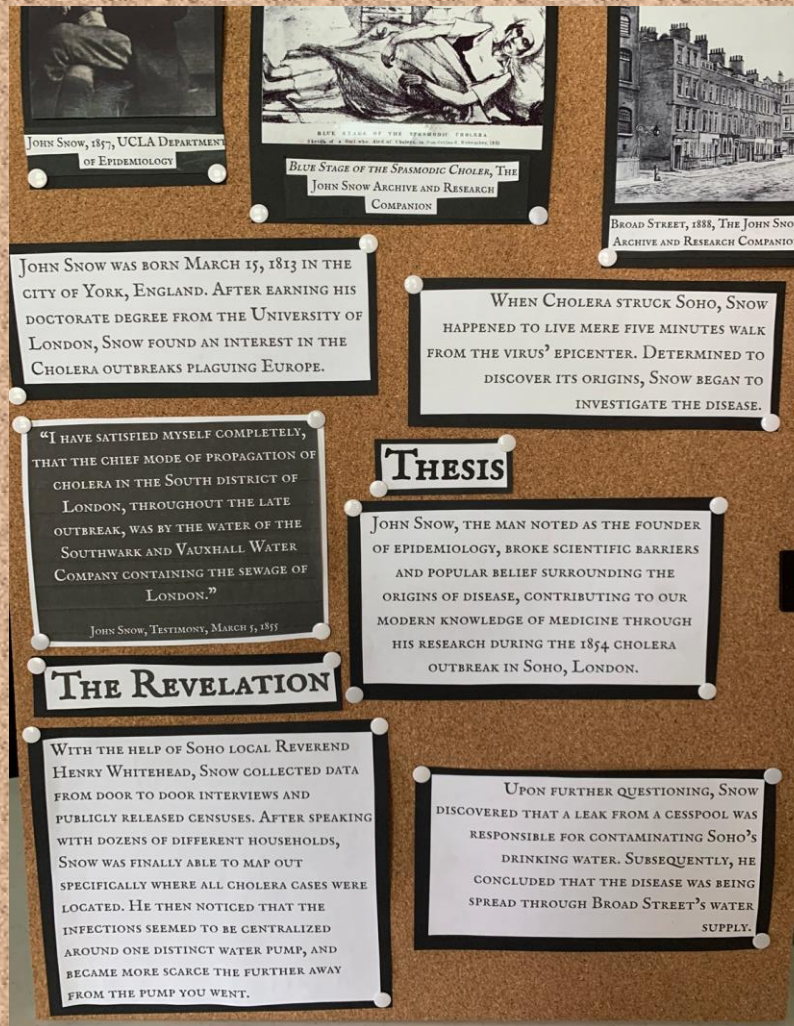 John Snow, 1857, UCLA Department
of Epidemiology
BLUE STAGE OF THE SPASMODIC CHOLERA
Blue Stage of the Spasmodic Choler, The
John Snow Archive and Research
Companion
Broad Street, 1888, The John Sno
Archive and Research Companio
John Snow was born March 15, 1813 in the
city of York, England. After earning his
doctorate degree from the University of
London, Snow found an interest in the
Cholera outbreaks plaguing Europe.
When Cholera struck Soho, Snow
happened to live mere five minutes walk
from the virus' epicenter. Determined to
discover its origins, Snow began to
investigate the disease.
"I have satisfied myself completely,
that the chief mode of propagation of
cholera in the South district of
London, throughout the late
outbreak, was by the water of the
Southwark and Vauxhall Water
Company containing the sewage of
London."
John Snow, Testimony, March 5, 1855
Thesis
John Snow, the man noted as the founder
of epidemiology, broke scientific barriers
and popular belief surrounding the
origins of disease, contributing to our
modern knowledge of medicine through
his research during the 1854 cholera
outbreak in Soho, London.
The Revelation
With the help of Soho local Reverend
Henry Whitehead, Snow collected data
from door to door interviews and
publicly released censuses. After speaking
with dozens of different households,
Snow was finally able to map out
specifically where all cholera cases were
located. He then noticed that the
infections seemed to be centralized
around one distinct water pump, and
became more scarce the further away
from the pump you went.
Upon further questioning, Snow
discovered that a leak from a cesspool was
responsible for contaminating Soho's
drinking water. Subsequently, he
concluded that the disease was being
spread through Broad Street's water
supply.